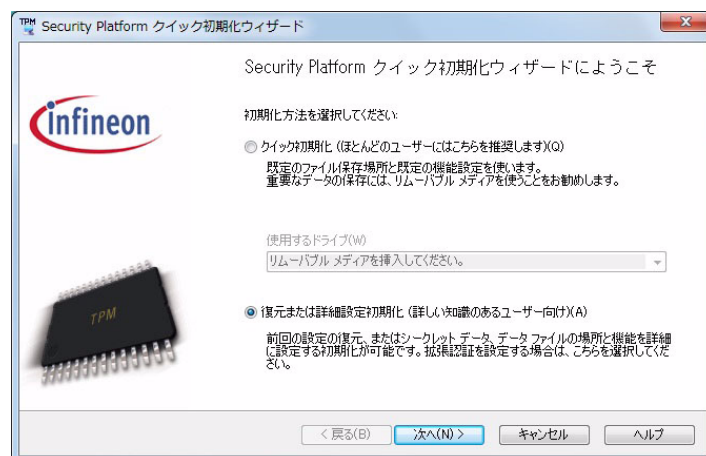 Security Platform クイック初期化ウィザード
Security Platform クイック初期化ウィザードにようこそ
infineon
初期化方法を選択してください:
クイック初期化 (ほとんどのユーザーにはこちらを推奨します)(Q)
既定のファイル保存場所と既定の機能設定を使います。
重要なデータの保存には、リムーバブル メディアを使うことをお勧めします。
使用するドライブ(W)
リムーバブル メディアを挿入してください。
TPM
復元または詳細設定初期化 (詳しい知識のあるユーザー向け)(A)
前回の設定の復元、またはシークレット データ、データ ファイルの場所と機能を詳細
に設定する初期化が可能です。拡張認証を設定する場合は、こちらを選択してくだ
さい。
< 戻る(B)
次へ(N) >
キャンセル
ヘルプ